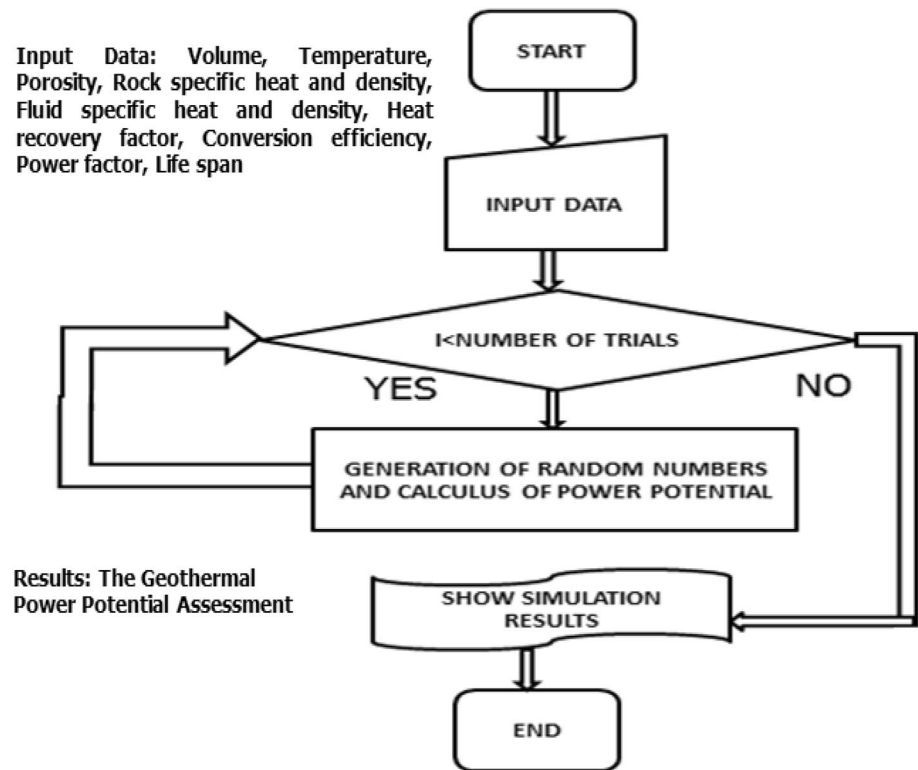 Input Data: Volume, Temperature,
Porosity, Rock specific heat and density,
Fluid specific heat and density, Heat
recovery factor, Conversion efficiency,
Power factor, Life span
START
INPUT DATA
I<NUMBER OF TRIALS
YES
NO
GENERATION OF RANDOM NUMBERS
AND CALCULUS OF POWER POTENTIAL
Results: The Geothermal
Power Potential Assessment
SHOW SIMULATION
RESULTS
END